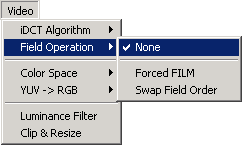 Video
iDCT Algorithm
Field Operation
None
Color Space
Forced FILM
YUV -> RGB
Swap Field Order
Luminance Filter
Clip & Resize